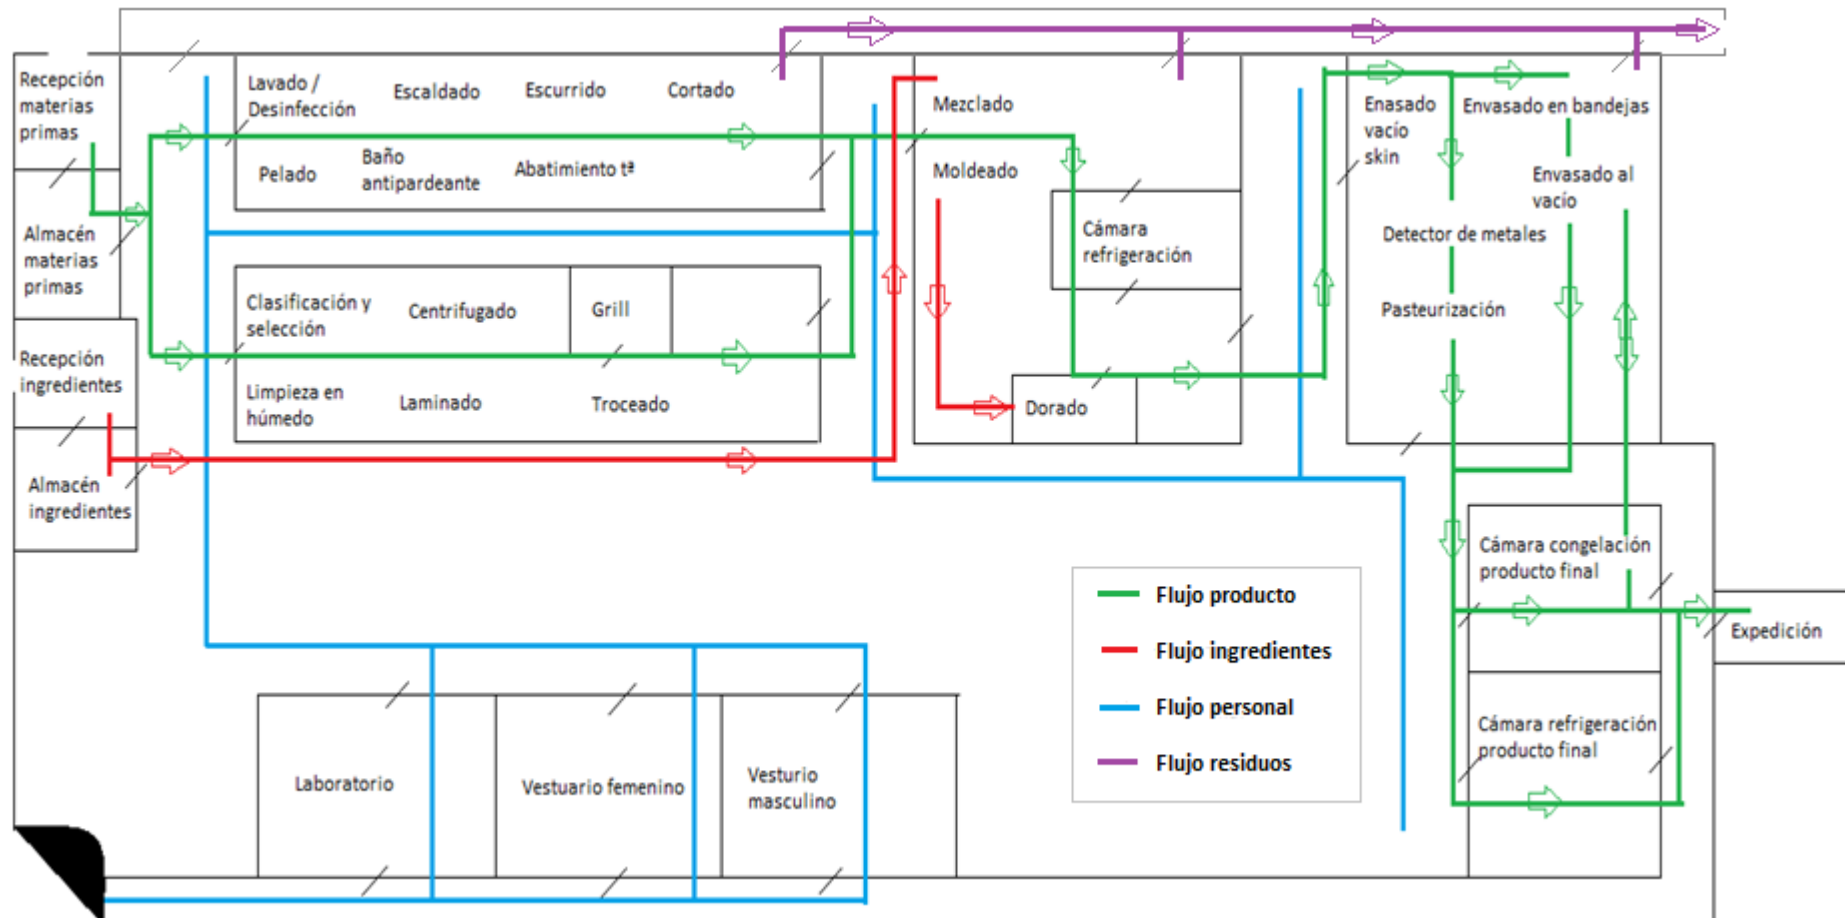 Recepción
materias
primas
Almacén
materias
primas
Recepción
ingredientes
Almacén
ingredientes
Lavado /
Desinfección
Escaldado
Escurrido
Cortado
Pelado
Baño
antipardeante
Abatimiento tª
Clasificación y
selección
Centrifugado
Grill
Limpieza en
húmedo
Laminado
Troceado
Mezclado
Moldeado
Cámara
refrigeración
Dorado
Enasado
vacío
skin
Envasado en bandejas
Envasado al
vacío
Detector de metales
Pasteurización
Cámara congelación
producto final
Cámara refrigeración
producto final
Expedición
Laboratorio
Vestuario femenino
Vesturio
masculino
Flujo producto
Flujo ingredientes
Flujo personal
Flujo residuos